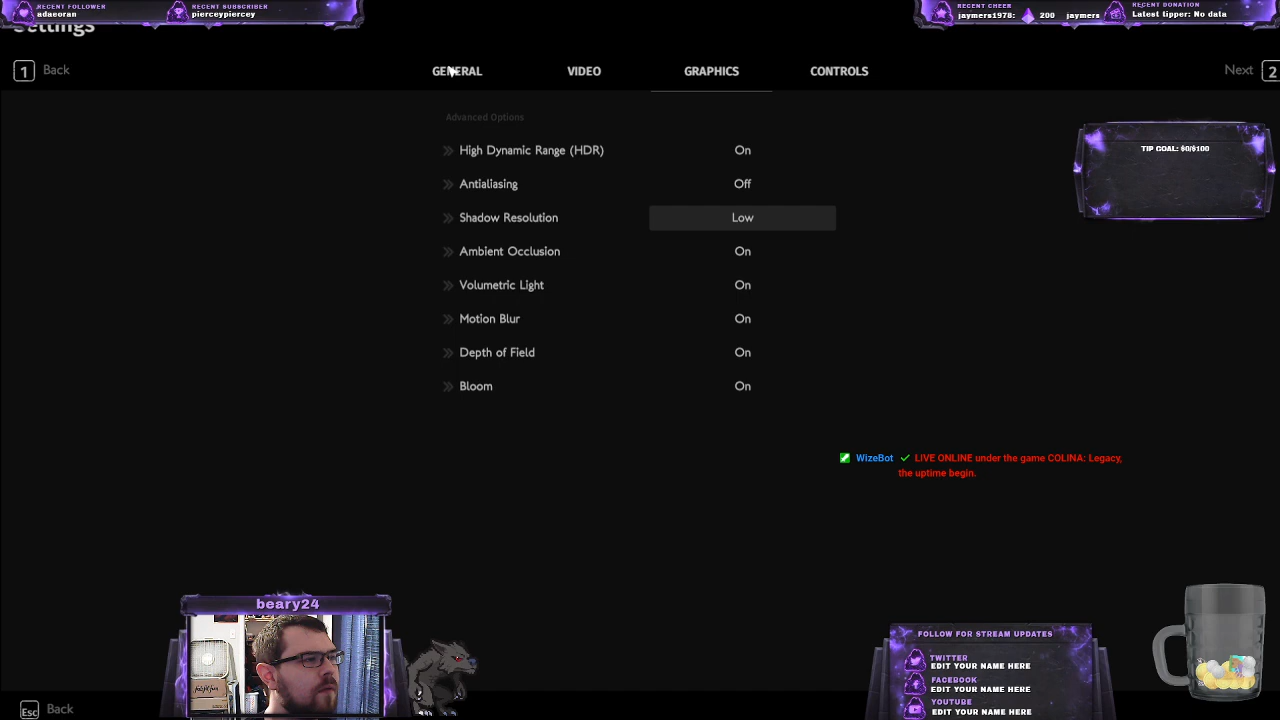 RECENT FOLLOWER
adaeoran
RECENT SUBSCRIBER
pierceypiercey
RECENT CHEER
jaymers1978: 200 jaymers
RECENT DONATION
Latest tipper: No data
Settings
1 Back
GENERAL
VIDEO
GRAPHICS
CONTROLS
Next 2
Advanced Options
High Dynamic Range (HDR) On
Antialiasing Off
Shadow Resolution Low
Ambient Occlusion On
Volumetric Light On
Motion Blur On
Depth of Field On
Bloom On
TIP GOAL: $0/$100
WizeBot LIVE ONLINE under the game COLINA: Legacy,
the uptime begin.
beary24
FOLLOW FOR STREAM UPDATES
TWITTER
EDIT YOUR NAME HERE
FACEBOOK
EDIT YOUR NAME HERE
YOUTUBE
EDIT YOUR NAME HERE
Esc Back